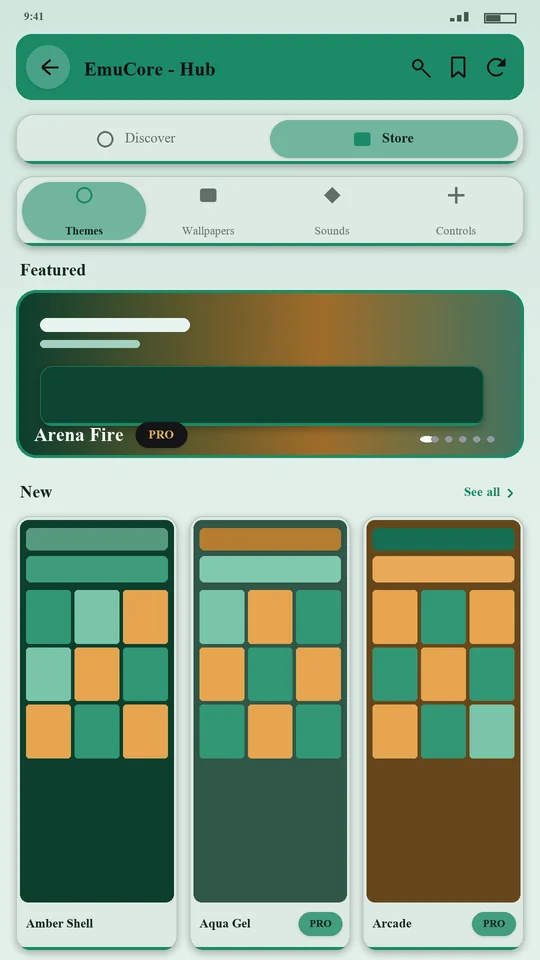 9:41
EmuCore - Hub
Discover
Store
Themes
Wallpapers
Sounds
Controls
Featured
Arena Fire
PRO
New
See all
Amber Shell
Aqua Gel
PRO
Arcade
PRO